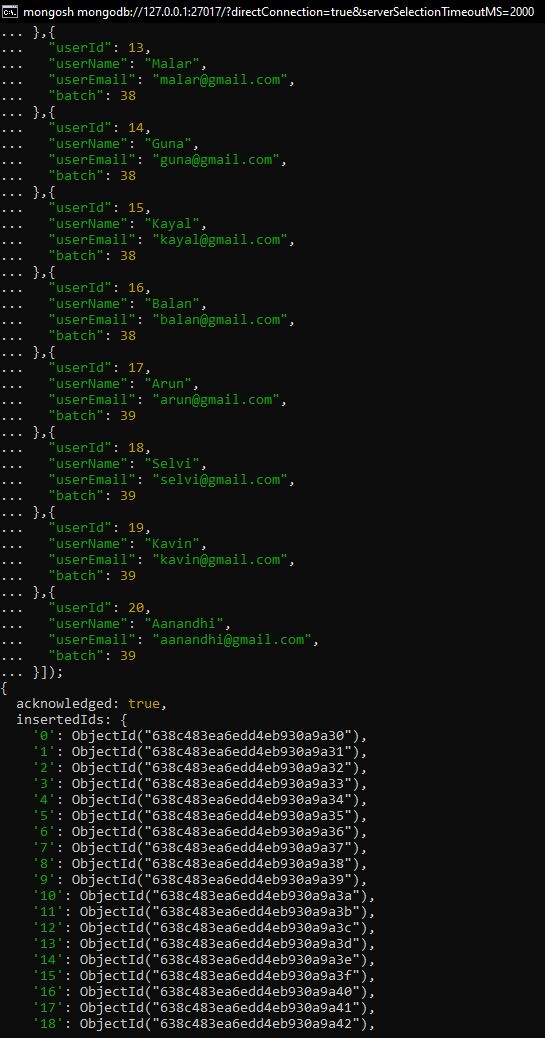 mongosh mongodb://127.0.0.1:27017/?directConnection=true&serverSelectionTimeoutMS=2000
... },{
...   "userId": 13,
...   "userName": "Malar",
...   "userEmail": "malar@gmail.com",
...   "batch": 38
... },{
...   "userId": 14,
...   "userName": "Guna",
...   "userEmail": "guna@gmail.com",
...   "batch": 38
... },{
...   "userId": 15,
...   "userName": "Kayal",
...   "userEmail": "kayal@gmail.com",
...   "batch": 38
... },{
...   "userId": 16,
...   "userName": "Balan",
...   "userEmail": "balan@gmail.com",
...   "batch": 38
... },{
...   "userId": 17,
...   "userName": "Arun",
...   "userEmail": "arun@gmail.com",
...   "batch": 39
... },{
...   "userId": 18,
...   "userName": "Selvi",
...   "userEmail": "selvi@gmail.com",
...   "batch": 39
... },{
...   "userId": 19,
...   "userName": "Kavin",
...   "userEmail": "kavin@gmail.com",
...   "batch": 39
... },{
...   "userId": 20,
...   "userName": "Aanandhi",
...   "userEmail": "aanandhi@gmail.com",
...   "batch": 39
... }]);
{
  acknowledged: true,
  insertedIds: {
    '0': ObjectId("638c483ea6edd4eb930a9a30"),
    '1': ObjectId("638c483ea6edd4eb930a9a31"),
    '2': ObjectId("638c483ea6edd4eb930a9a32"),
    '3': ObjectId("638c483ea6edd4eb930a9a33"),
    '4': ObjectId("638c483ea6edd4eb930a9a34"),
    '5': ObjectId("638c483ea6edd4eb930a9a35"),
    '6': ObjectId("638c483ea6edd4eb930a9a36"),
    '7': ObjectId("638c483ea6edd4eb930a9a37"),
    '8': ObjectId("638c483ea6edd4eb930a9a38"),
    '9': ObjectId("638c483ea6edd4eb930a9a39"),
    '10': ObjectId("638c483ea6edd4eb930a9a3a"),
    '11': ObjectId("638c483ea6edd4eb930a9a3b"),
    '12': ObjectId("638c483ea6edd4eb930a9a3c"),
    '13': ObjectId("638c483ea6edd4eb930a9a3d"),
    '14': ObjectId("638c483ea6edd4eb930a9a3e"),
    '15': ObjectId("638c483ea6edd4eb930a9a3f"),
    '16': ObjectId("638c483ea6edd4eb930a9a40"),
    '17': ObjectId("638c483ea6edd4eb930a9a41"),
    '18': ObjectId("638c483ea6edd4eb930a9a42"),